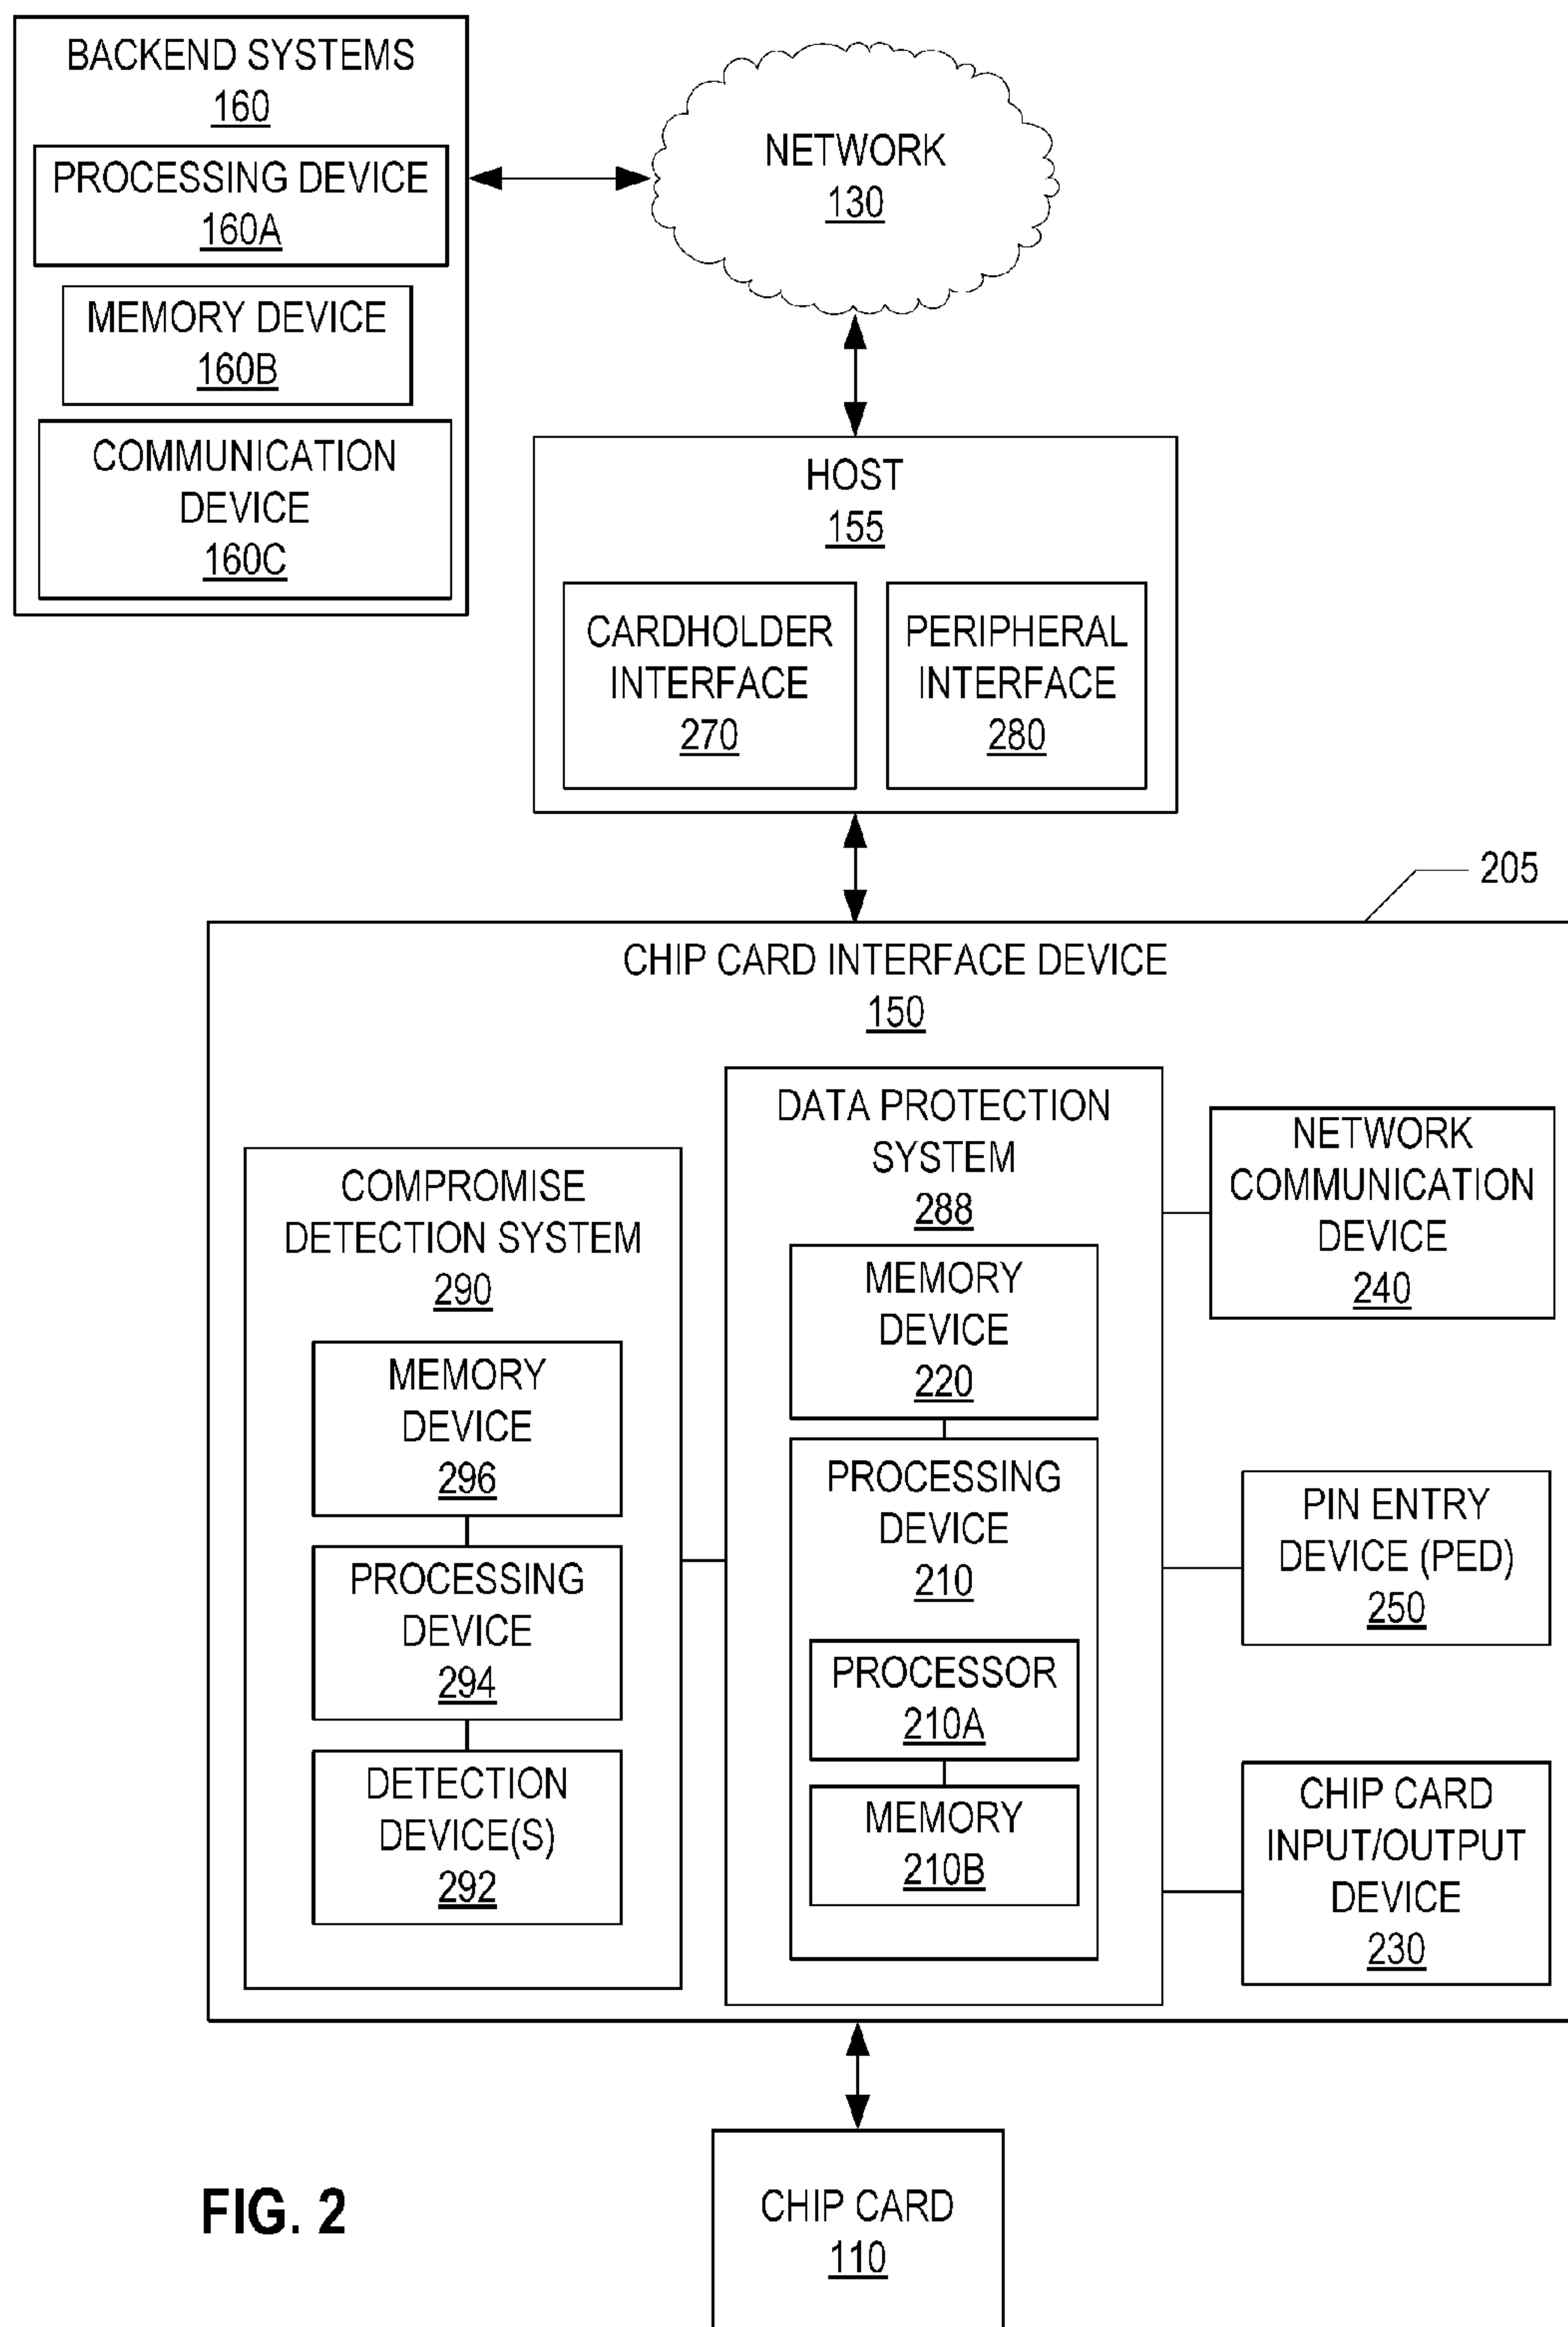 BACKEND SYSTEMS
160
PROCESSING DEVICE
160A
MEMORY DEVICE
160B
COMMUNICATION
DEVICE
160C
NETWORK
130
HOST
155
CARDHOLDER
INTERFACE
270
PERIPHERAL
INTERFACE
280
205
CHIP CARD INTERFACE DEVICE
150
COMPROMISE
DETECTION SYSTEM
290
MEMORY
DEVICE
296
PROCESSING
DEVICE
294
DETECTION
DEVICE(S)
292
DATA PROTECTION
SYSTEM
288
MEMORY
DEVICE
220
PROCESSING
DEVICE
210
PROCESSOR
210A
MEMORY
210B
NETWORK
COMMUNICATION
DEVICE
240
PIN ENTRY
DEVICE (PED)
250
CHIP CARD
INPUT/OUTPUT
DEVICE
230
CHIP CARD
110
FIG. 2